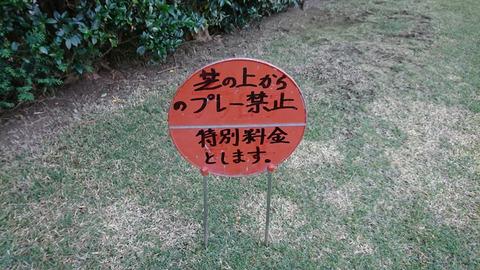 芝の上から
のプレー禁止
特別料金
とします。